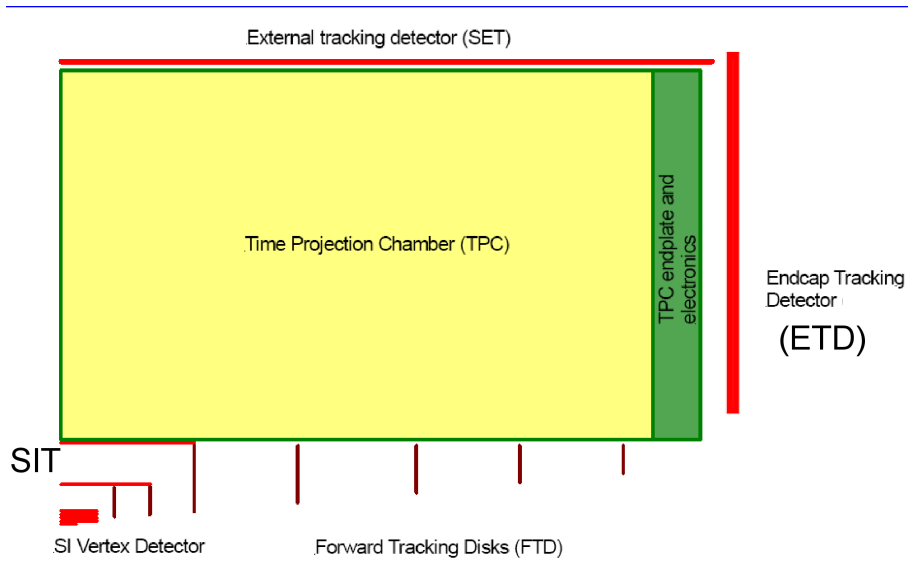 External tracking detector (SET)
Time Projection Chamber (TPC)
TPC endplate and
electronics
Endcap Tracking
Detector
(ETD)
SIT
SI Vertex Detector
Forward Tracking Disks (FTD)